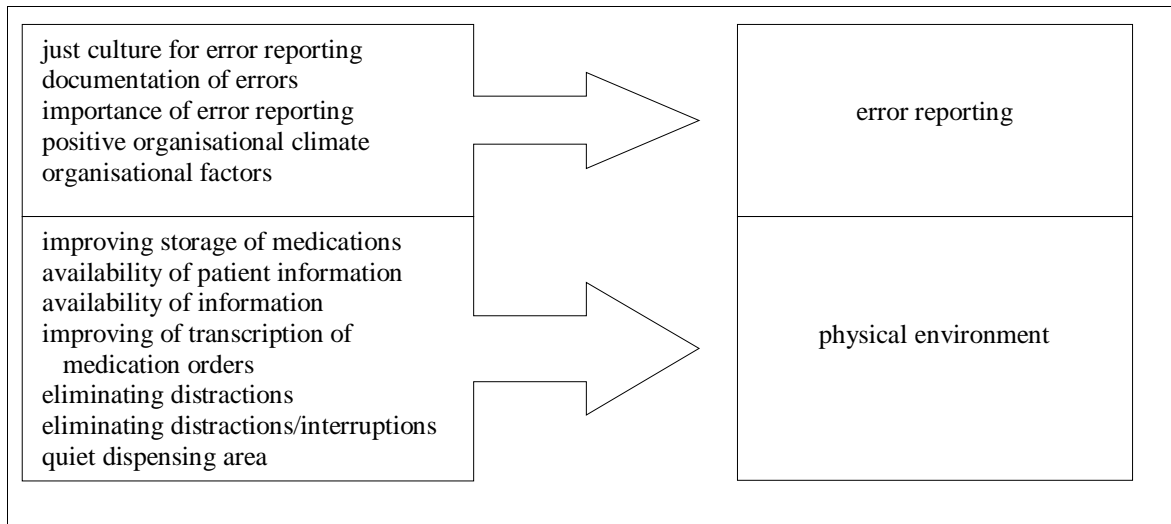 just culture for error reporting
documentation of errors
importance of error reporting
positive organisational climate
organisational factors
error reporting
improving storage of medications
availability of patient information
availability of information
improving of transcription of
medication orders
eliminating distractions
eliminating distractions/interruptions
quiet dispensing area
physical environment